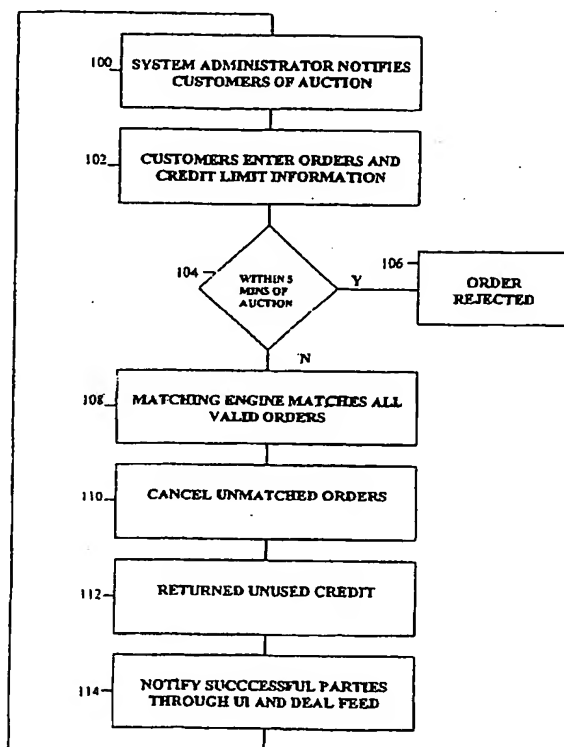 100
SYSTEM ADMINISTRATOR NOTIFIES
CUSTOMERS OF AUCTION
102
CUSTOMERS ENTER ORDERS AND
CREDIT LIMIT INFORMATION
104
WITHIN 5
MINS OF
AUCTION
Y
106
ORDER
REJECTED
N
108
MATCHING ENGINE MATCHES ALL
VALID ORDERS
110
CANCEL UNMATCHED ORDERS
112
RETURNED UNUSED CREDIT
114
NOTIFY SUCCCESSFUL PARTIES
THROUGH UI AND DEAL FEED